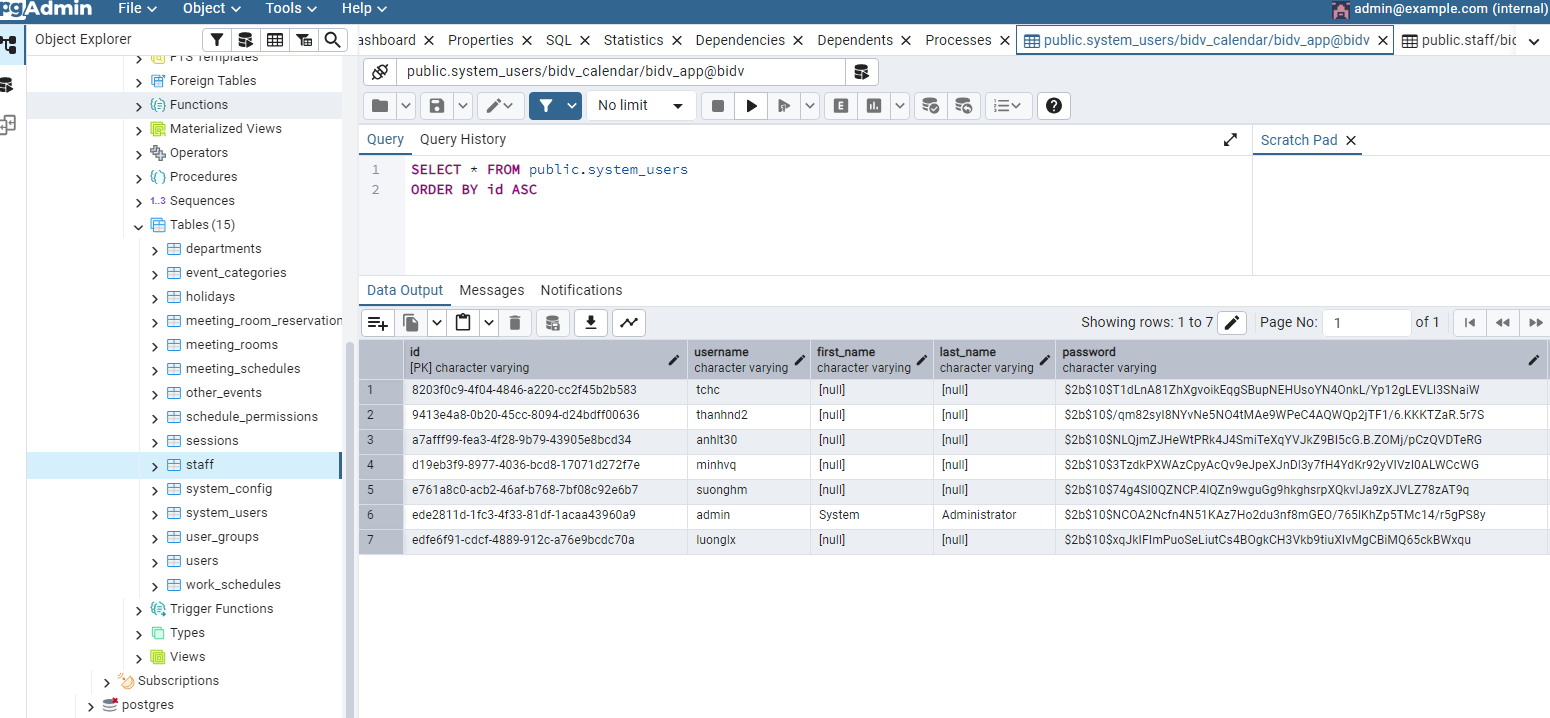 pgAdmin File Object Tools Help admin@example.com (internal)
Object Explorer
ashboard Properties SQL Statistics Dependencies Dependents Processes public.system_users/bidv_calendar/bidv_app@bidv public.staff/bid
public.system_users/bidv_calendar/bidv_app@bidv
No limit
Query Query History Scratch Pad
1 SELECT * FROM public.system_users
2 ORDER BY id ASC
FTS Templates
Foreign Tables
Functions
Materialized Views
Operators
Procedures
1..3 Sequences
Tables (15)
departments
event_categories
holidays
meeting_room_reservation
meeting_rooms
meeting_schedules
other_events
schedule_permissions
sessions
staff
system_config
system_users
user_groups
users
work_schedules
Trigger Functions
Types
Views
Subscriptions
postgres
Data Output Messages Notifications
Showing rows: 1 to 7 Page No: 1 of 1
id username first_name last_name password
[PK] character varying character varying character varying character varying character varying
1 8203f0c9-4f04-4846-a220-cc2f45b2b583 tchc [null] [null] $2b$10$T1dLnA81ZhXgvoikEqgSBupNEHUsoYN4OnkL/Yp12gLEVLI3SNaiW
2 9413e4a8-0b20-45cc-8094-d24bdff00636 thanhnd2 [null] [null] $2b$10$/qm82syI8NYvNe5NO4tMAe9WPeC4AQWQp2jTF1/6.KKKTZaR.5r7S
3 a7afff99-fea3-4f28-9b79-43905e8bcd34 anhlt30 [null] [null] $2b$10$NLQjmZJHeWtPRk4J4SmiTeXqYVJkZ9BI5cG.B.ZOMj/pCzQVDTeRG
4 d19eb3f9-8977-4036-bcd8-17071d272f7e minhvq [null] [null] $2b$10$3TzdkPXWAzCpyAcQv9eJpeXJnDI3y7fH4YdKr92yVIVzI0ALWCcWG
5 e761a8c0-acb2-46af-b768-7bf08c92e6b7 suonghm [null] [null] $2b$10$74g4SI0QZNCP.4IQZn9wguGg9hkghsrpXQkvIJa9zXJVLZ78zAT9q
6 ede2811d-1fc3-4f33-81df-1acaa43960a9 admin System Administrator $2b$10$NCOA2Ncfn4N51KAz7Ho2du3nf8mGEO/765IKhZp5TMc14/r5gPS8y
7 edfe6f91-cdcf-4889-912c-a76e9bcdc70a luonglx [null] [null] $2b$10$xqJkIFImPuoSeLiutCs4BOgkCH3Vkb9tiuXIvMgCBiMQ65ckBWxqu